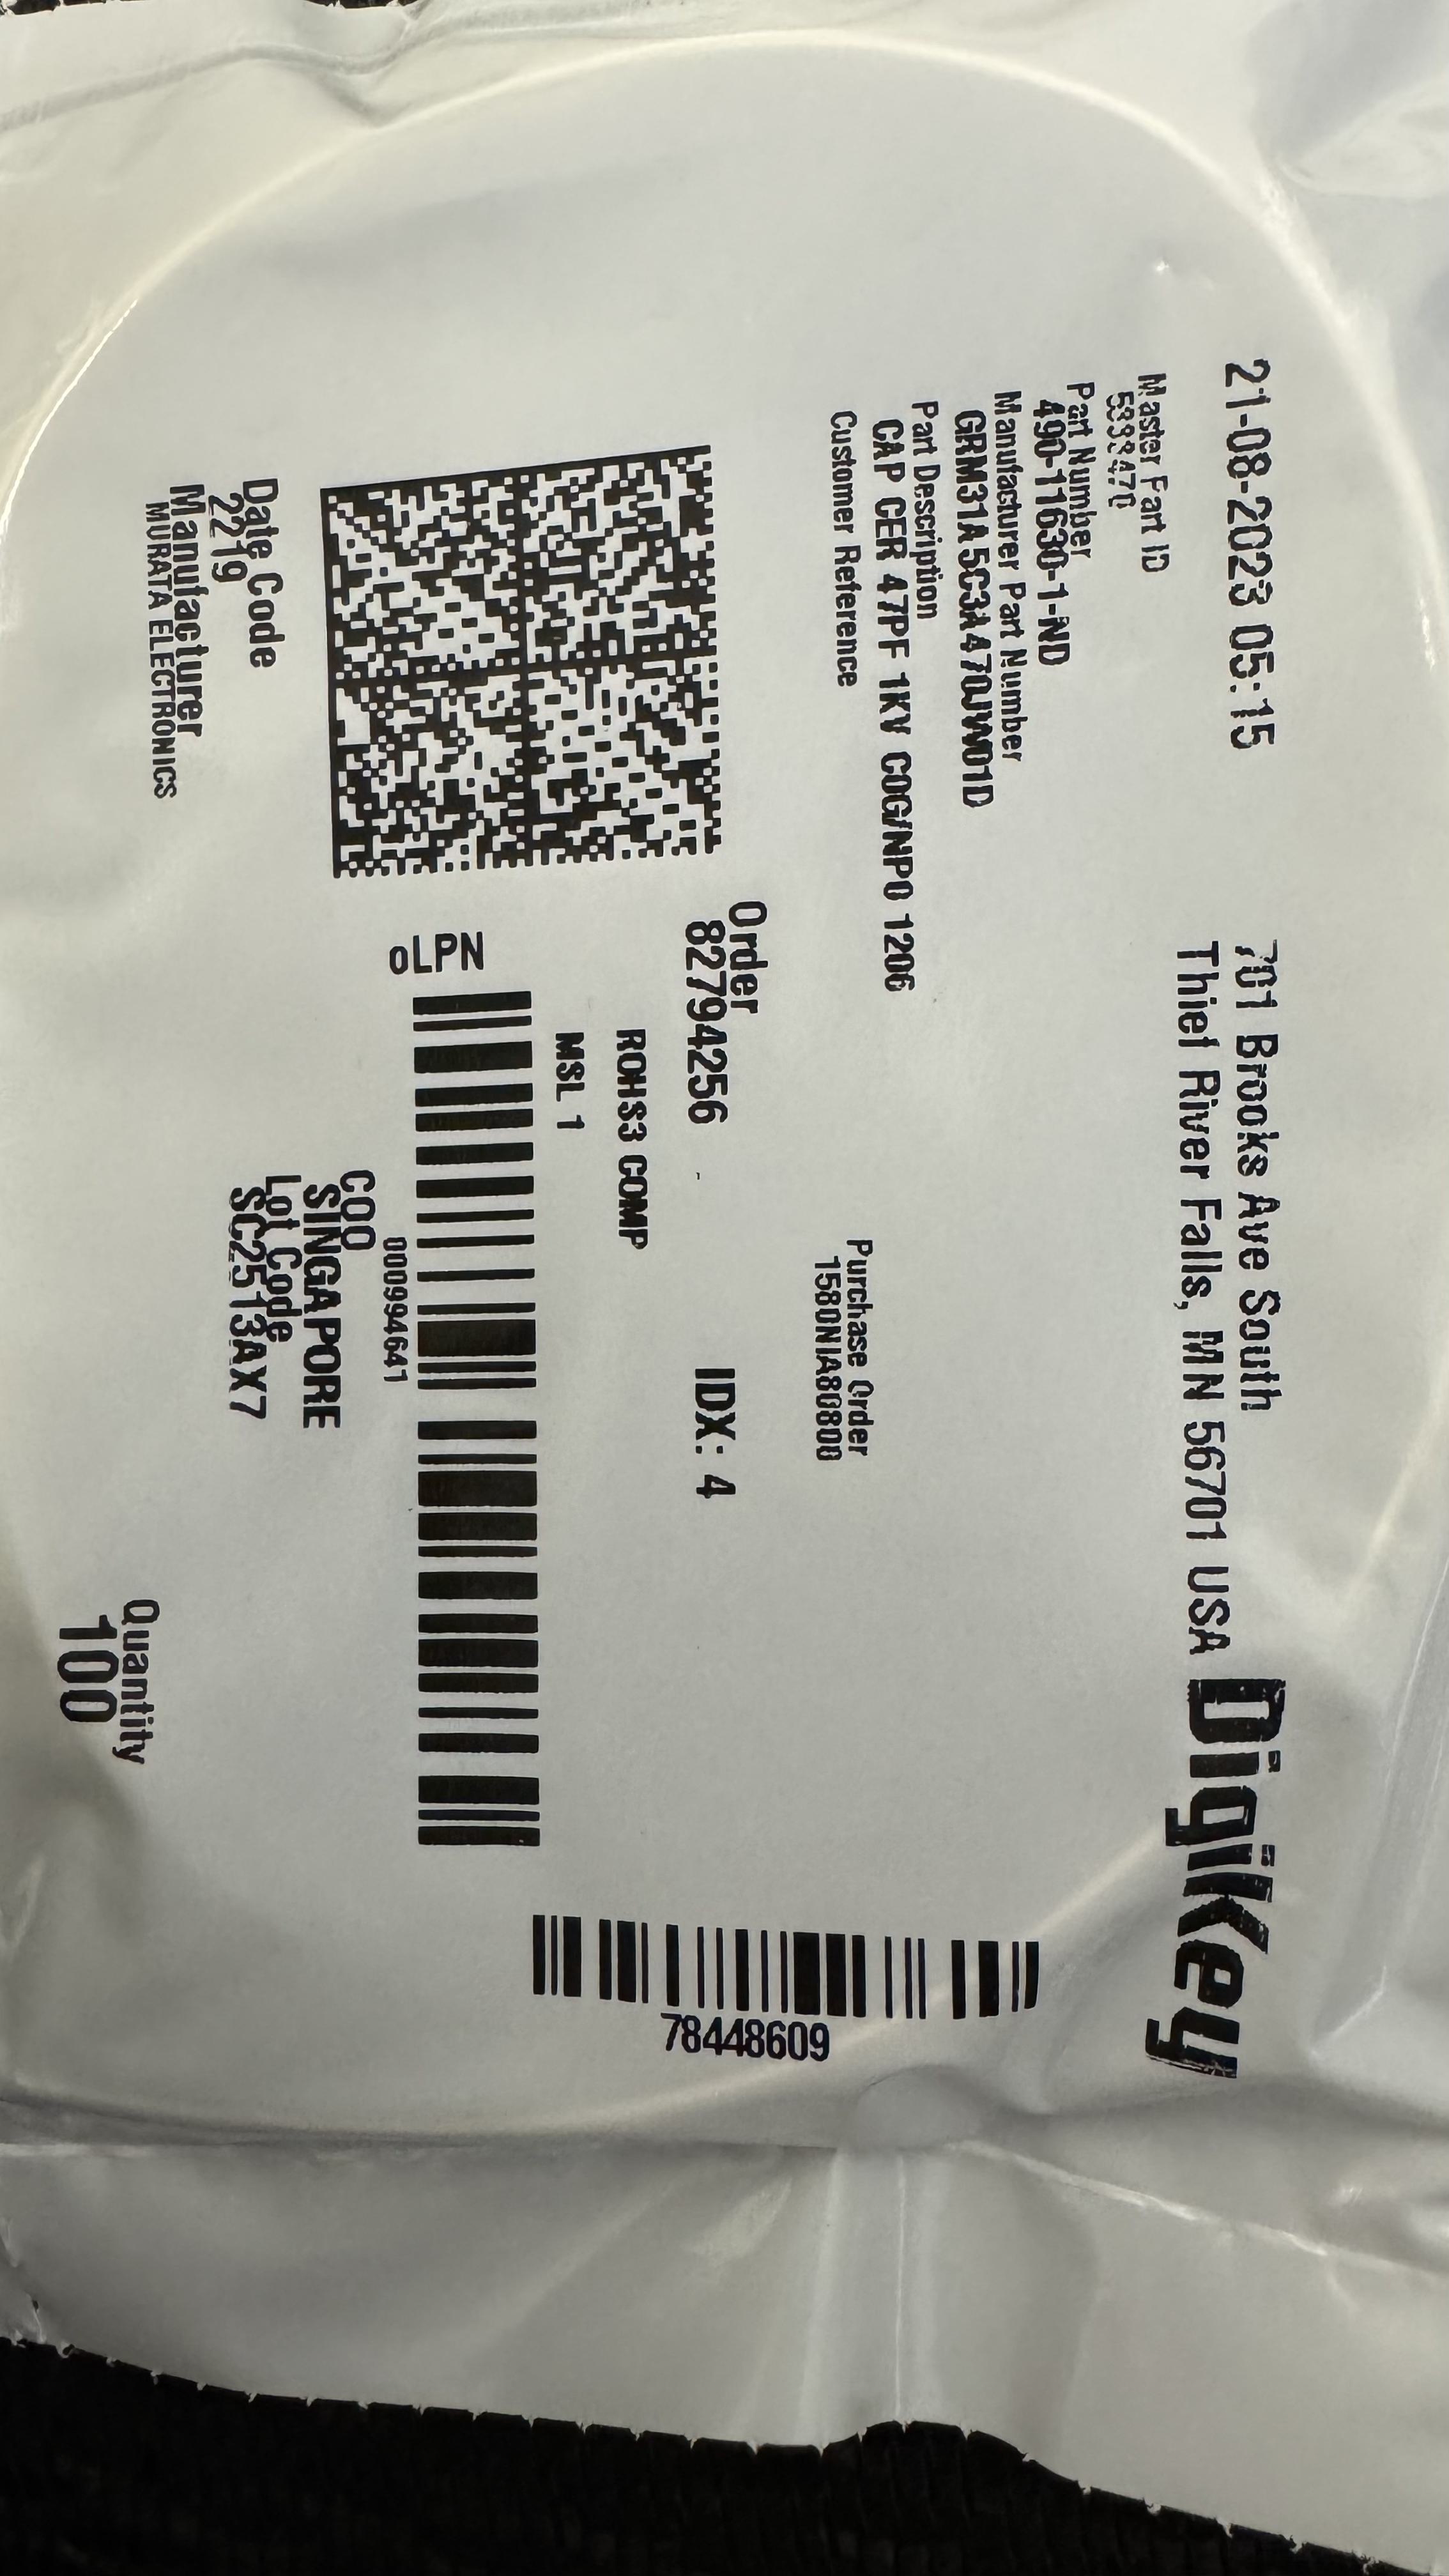 21-08-2023 05:15
701 Brooks Ave South
Thief River Falls, MN 56701 USA
DigiKey
Master Part ID
5398470
Part Number
490-11630-1-ND
Manufacturer Part Number
GRM31A5C3A470JW01D
Part Description
CAP CER 47PF 1KV C0G/NP0 1206
Customer Reference
Purchase Order
1580NIA80800
Order
82794256
IDX: 4
ROHS3 COMP
MSL 1
oLPN
000994641
78448609
COO
SINGAPORE
Lot Code
SC2513AX7
Date Code
2219
Manufacturer
MURATA ELECTRONICS
Quantity
100